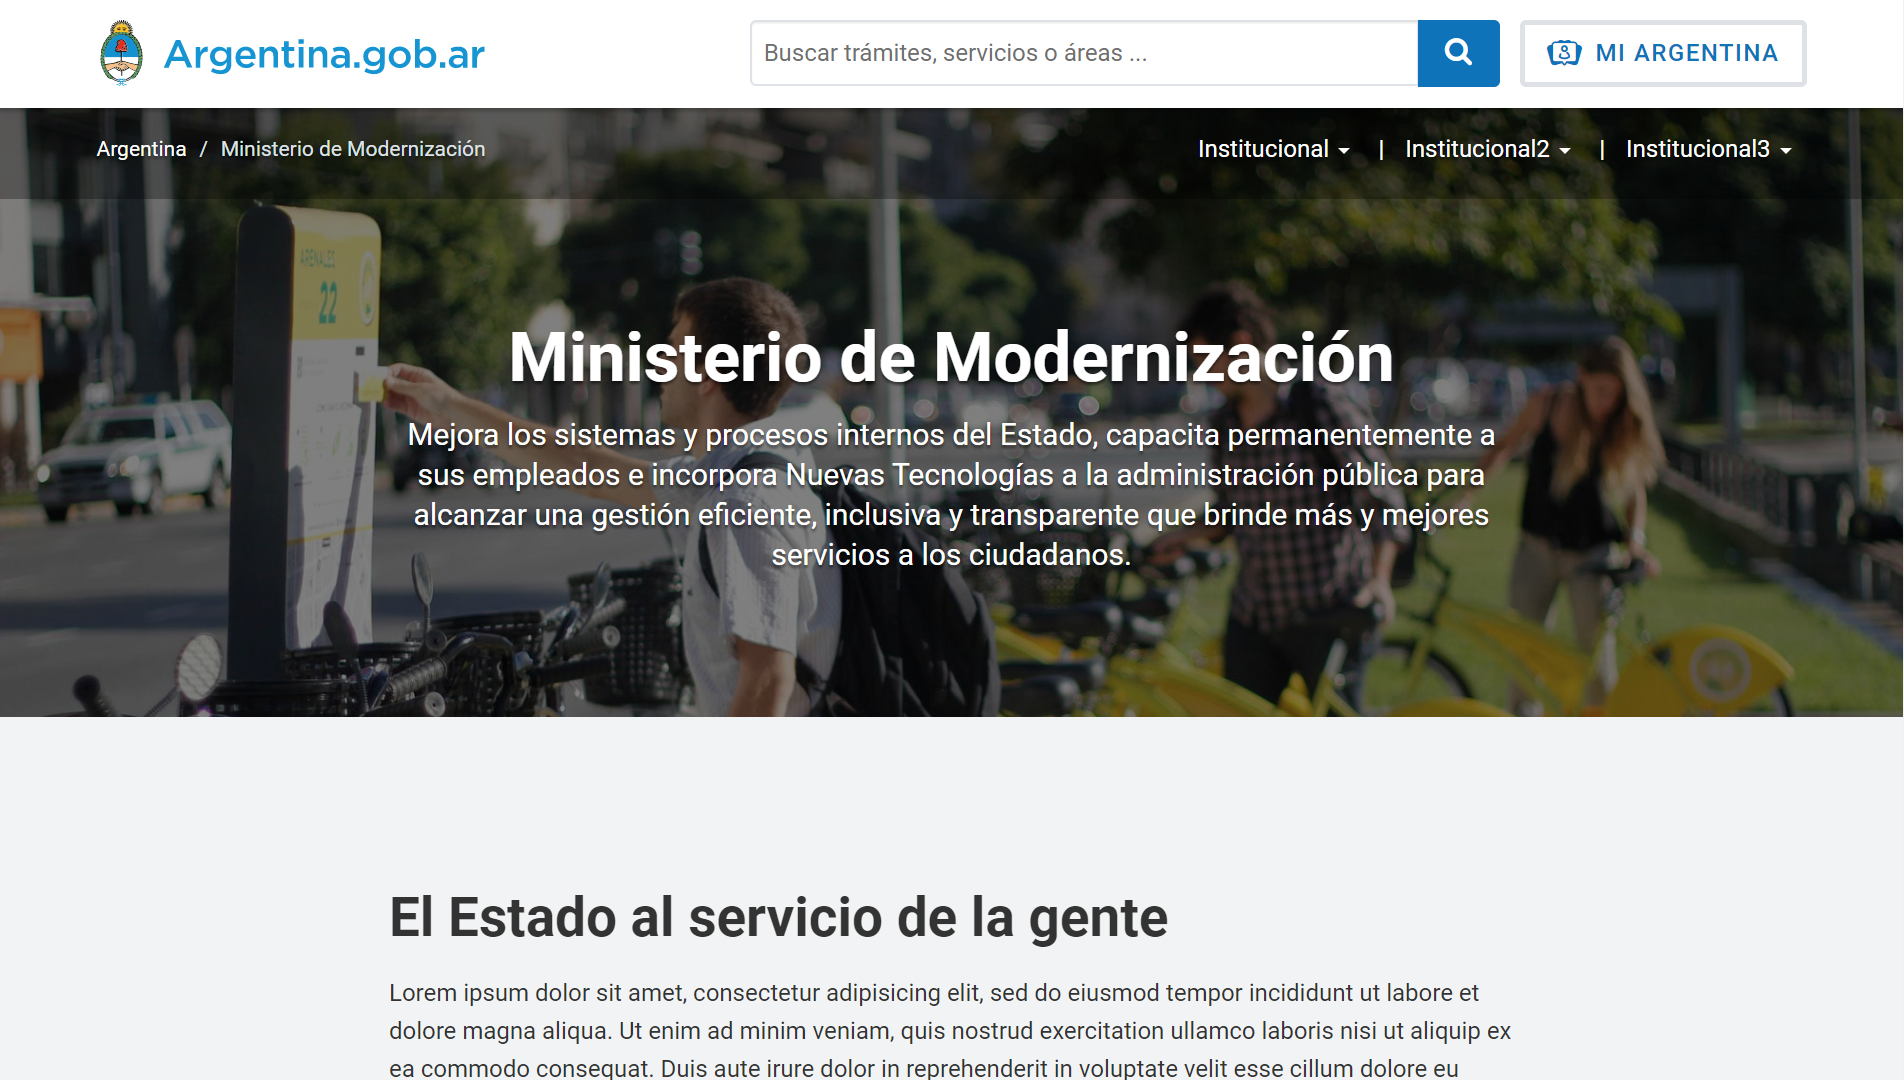 Argentina.gob.ar
Buscar trámites, servicios o áreas ...
MI ARGENTINA
Argentina / Ministerio de Modernización
Institucional | Institucional2 | Institucional3
ARENALES
22
Ministerio de Modernización
Mejora los sistemas y procesos internos del Estado, capacita permanentemente a
sus empleados e incorpora Nuevas Tecnologías a la administración pública para
alcanzar una gestión eficiente, inclusiva y transparente que brinde más y mejores
servicios a los ciudadanos.
El Estado al servicio de la gente
Lorem ipsum dolor sit amet, consectetur adipisicing elit, sed do eiusmod tempor incididunt ut labore et
dolore magna aliqua. Ut enim ad minim veniam, quis nostrud exercitation ullamco laboris nisi ut aliquip ex
ea commodo consequat. Duis aute irure dolor in reprehenderit in voluptate velit esse cillum dolore eu